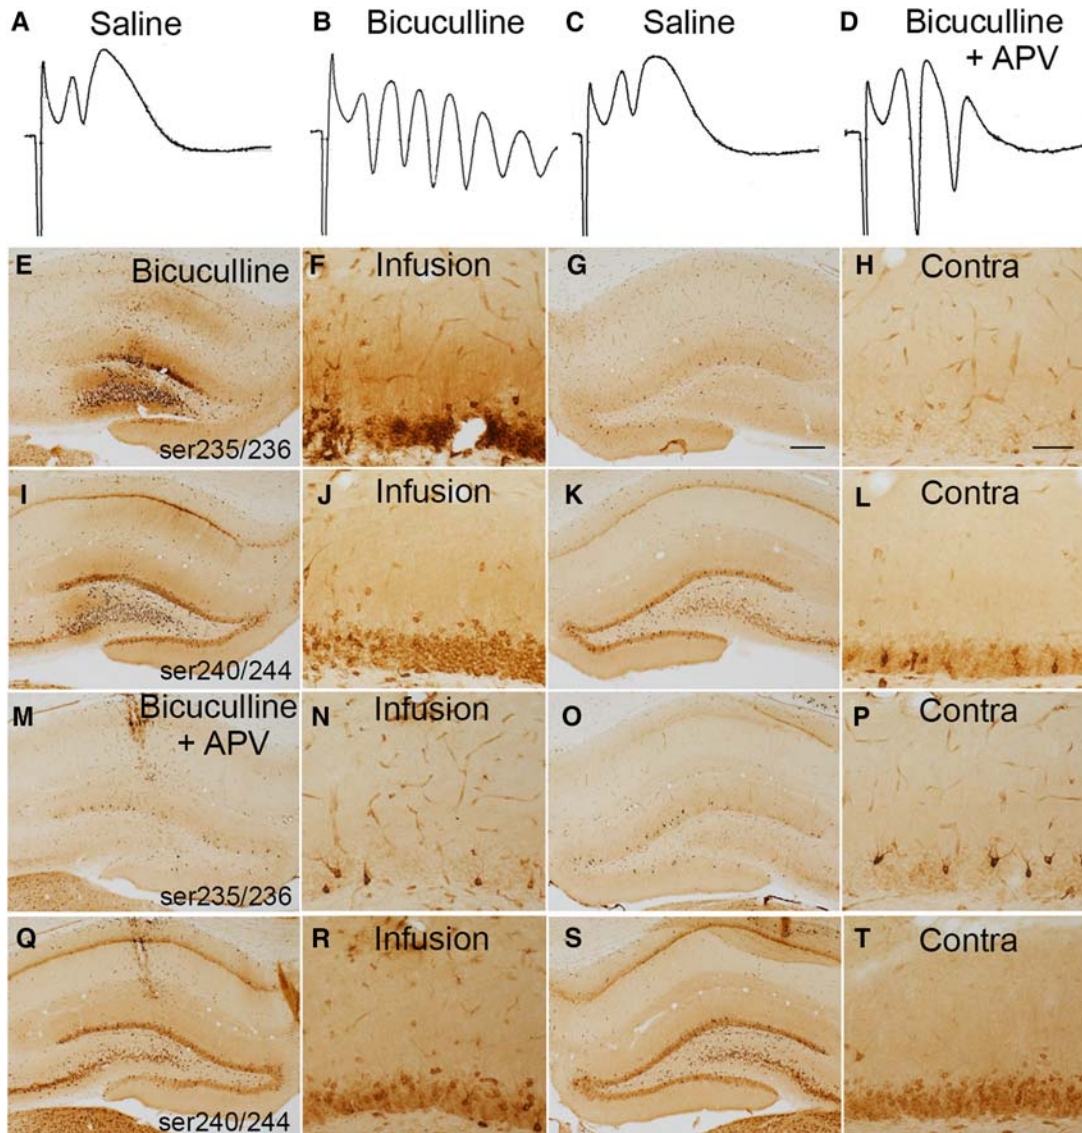 A Saline
B Bicuculline
C Saline
D Bicuculline
+ APV
E Bicuculline
ser235/236
F Infusion
G
H Contra
I
ser240/244
J Infusion
K
L Contra
M Bicuculline
+ APV
ser235/236
N Infusion
O
P Contra
Q
ser240/244
R Infusion
S
T Contra